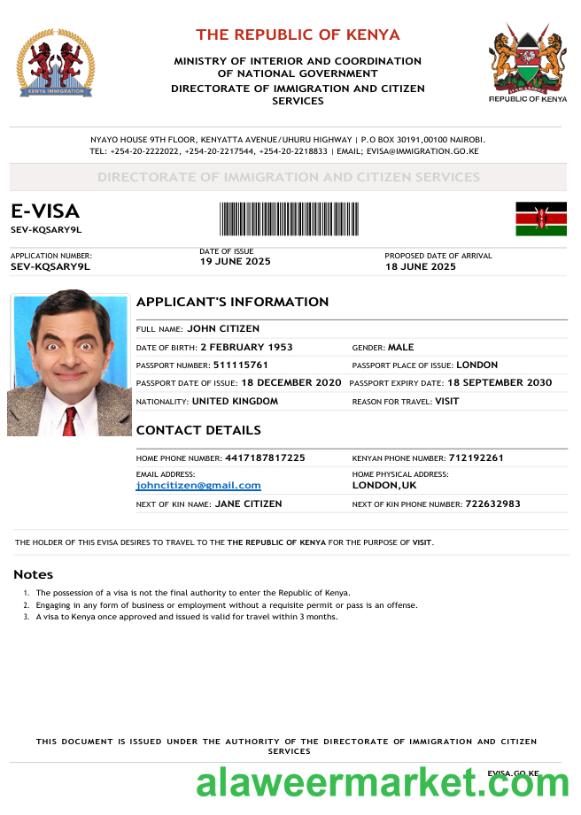 THE REPUBLIC OF KENYA
MINISTRY OF INTERIOR AND COORDINATION
OF NATIONAL GOVERNMENT
DIRECTORATE OF IMMIGRATION AND CITIZEN
SERVICES
KENYA IMMIGRATION
REPUBLIC OF KENYA
NYAYO HOUSE 9TH FLOOR, KENYATTA AVENUE/UHURU HIGHWAY | P.O BOX 30191,00100 NAIROBI.
TEL: +254-20-2222022, +254-20-2217544, +254-20-2218833 | EMAIL; EVISA@IMMIGRATION.GO.KE
DIRECTORATE OF IMMIGRATION AND CITIZEN SERVICES
E-VISA
SEV-KQSARY9L
APPLICATION NUMBER:
SEV-KQSARY9L
DATE OF ISSUE
19 JUNE 2025
PROPOSED DATE OF ARRIVAL
18 JUNE 2025
APPLICANT'S INFORMATION
FULL NAME: JOHN CITIZEN
DATE OF BIRTH: 2 FEBRUARY 1953 GENDER: MALE
PASSPORT NUMBER: 511115761 PASSPORT PLACE OF ISSUE: LONDON
PASSPORT DATE OF ISSUE: 18 DECEMBER 2020 PASSPORT EXPIRY DATE: 18 SEPTEMBER 2030
NATIONALITY: UNITED KINGDOM REASON FOR TRAVEL: VISIT
CONTACT DETAILS
HOME PHONE NUMBER: 4417187817225 KENYAN PHONE NUMBER: 712192261
EMAIL ADDRESS:
johncitizen@gmail.com
HOME PHYSICAL ADDRESS:
LONDON,UK
NEXT OF KIN NAME: JANE CITIZEN NEXT OF KIN PHONE NUMBER: 722632983
THE HOLDER OF THIS EVISA DESIRES TO TRAVEL TO THE THE REPUBLIC OF KENYA FOR THE PURPOSE OF VISIT.
Notes
1. The possession of a visa is not the final authority to enter the Republic of Kenya.
2. Engaging in any form of business or employment without a requisite permit or pass is an offense.
3. A visa to Kenya once approved and issued is valid for travel within 3 months.
THIS DOCUMENT IS ISSUED UNDER THE AUTHORITY OF THE DIRECTORATE OF IMMIGRATION AND CITIZEN
SERVICES
EVISA.GO.KE
alaweermarket.com